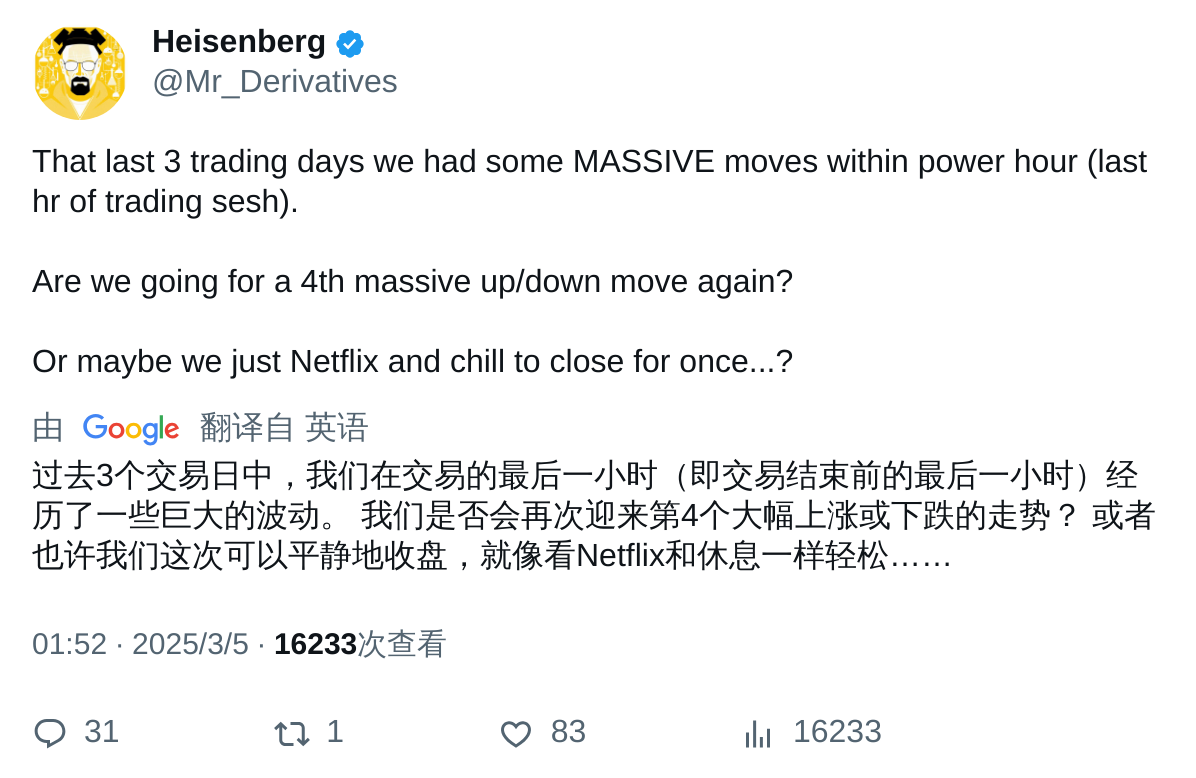 Heisenberg
@Mr_Derivatives
That last 3 trading days we had some MASSIVE moves within power hour (last
hr of trading sesh).
Are we going for a 4th massive up/down move again?
Or maybe we just Netflix and chill to close for once...?
由 Google 翻译自 英语
过去3个交易日中，我们在交易的最后一小时（即交易结束前的最后一小时）经
历了一些巨大的波动。 我们是否会再次迎来第4个大幅上涨或下跌的走势？ 或者
也许我们这次可以平静地收盘，就像看Netflix和休息一样轻松……
01:52 · 2025/3/5 · 16233次查看
31 1 83 16233